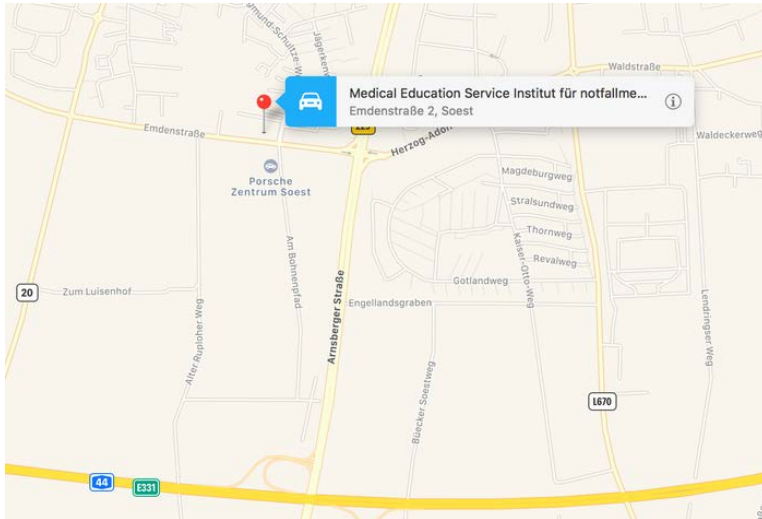 Jägerken
Waldstraße
Medical Education Service Institut für notfallme...
Emdenstraße 2, Soest
Emdenstraße
229
Herzog-Adolf
Waldeckerweg
Porsche
Zentrum Soest
Magdeburgweg
Stralsundweg
Thornweg
Revalweg
Am Bohnenpfad
Kaiser-Otto-Weg
Gotlandweg
20
Zum Luisenhof
Engellandsgraben
Arnsberger Straße
Alter Ruploher Weg
Lendringser Weg
Büecker Soestweg
L670
44
E331